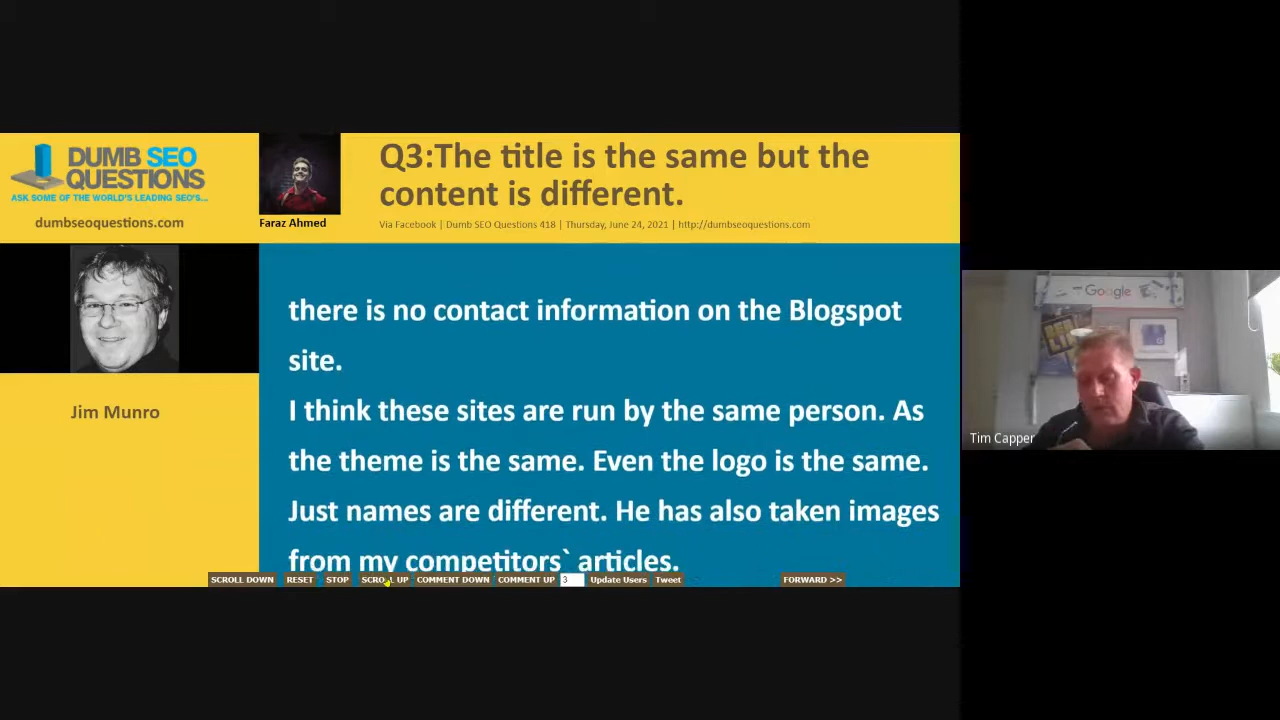 DUMB SEO
QUESTIONS
ASK SOME OF THE WORLD'S LEADING SEO'S...
dumbseoquestions.com
Faraz Ahmed
Q3:The title is the same but the
content is different.
Via Facebook | Dumb SEO Questions 418 | Thursday, June 24, 2021 | http://dumbseoquestions.com
Jim Munro
there is no contact information on the Blogspot
site.
I think these sites are run by the same person. As
the theme is the same. Even the logo is the same.
Just names are different. He has also taken images
from my competitors` articles.
SCROLL DOWN RESET STOP SCROLL UP COMMENT DOWN COMMENT UP 3 Update Users Tweet FORWARD >>
Google
Tim Capper